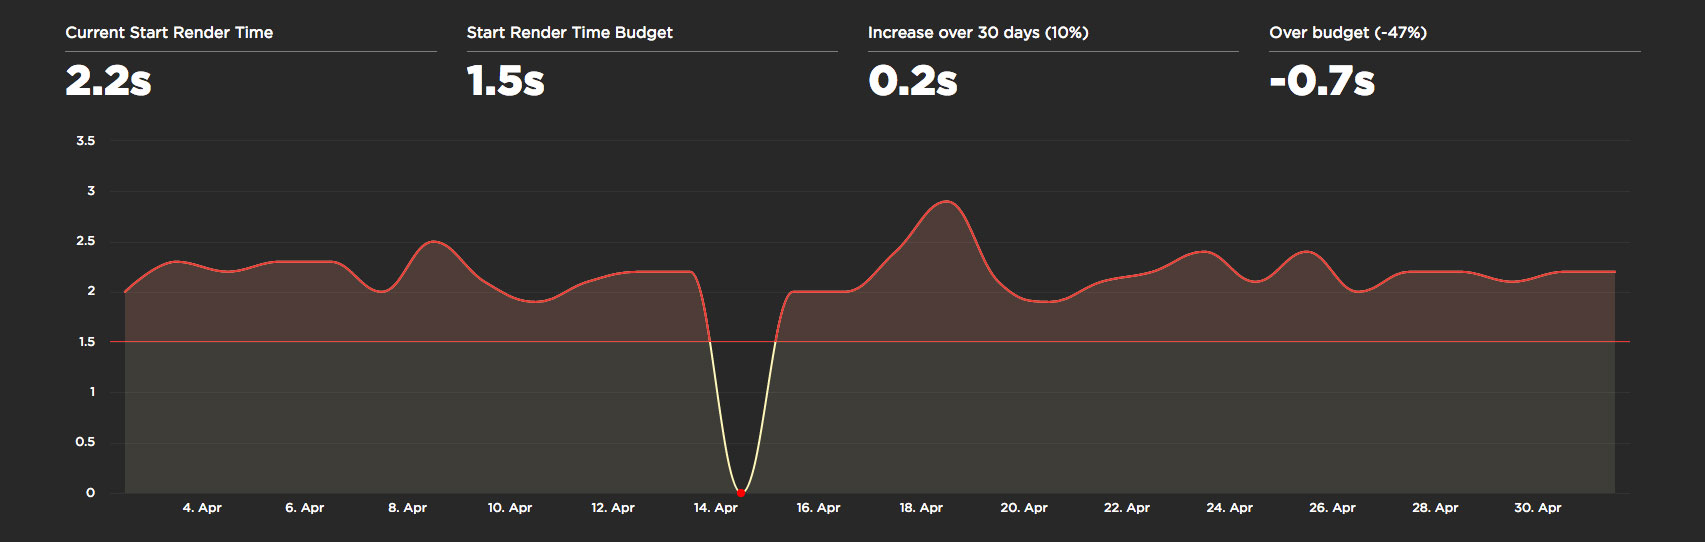 Current Start Render Time
2.2s
Start Render Time Budget
1.5s
Increase over 30 days (10%)
0.2s
Over budget (-47%)
-0.7s
3.5
3
2.5
2
1.5
1
0.5
0
4. Apr
6. Apr
8. Apr
10. Apr
12. Apr
14. Apr
16. Apr
18. Apr
20. Apr
22. Apr
24. Apr
26. Apr
28. Apr
30. Apr